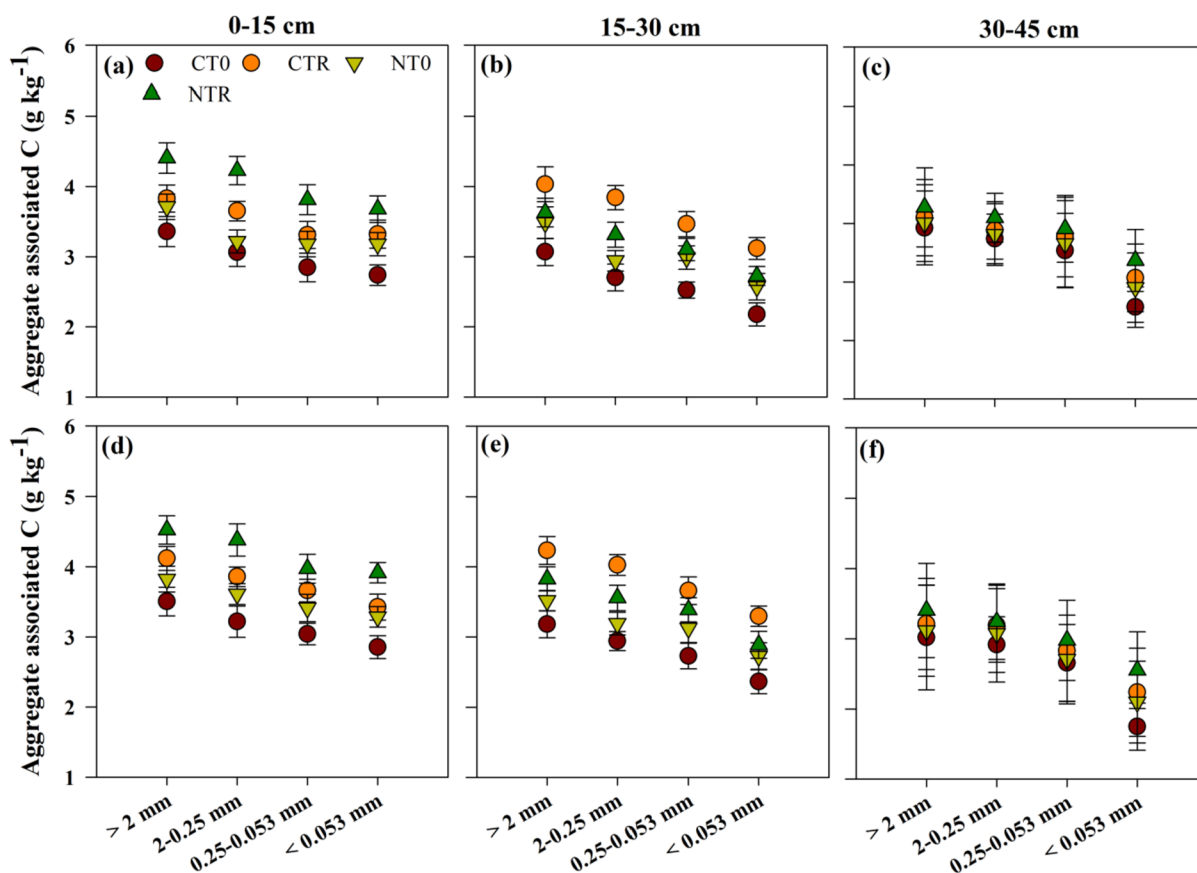 0-15 cm 15-30 cm 30-45 cm
Aggregate associated C (g kg-1)
6
5
4
3
2
1
(a) CT0 CTR NT0
NTR
(b)
(c)
Aggregate associated C (g kg-1)
6
5
4
3
2
1
(d)
(e)
(f)
> 2 mm
2-0.25 mm
0.25-0.053 mm
< 0.053 mm
> 2 mm
2-0.25 mm
0.25-0.053 mm
< 0.053 mm
> 2 mm
2-0.25 mm
0.25-0.053 mm
< 0.053 mm